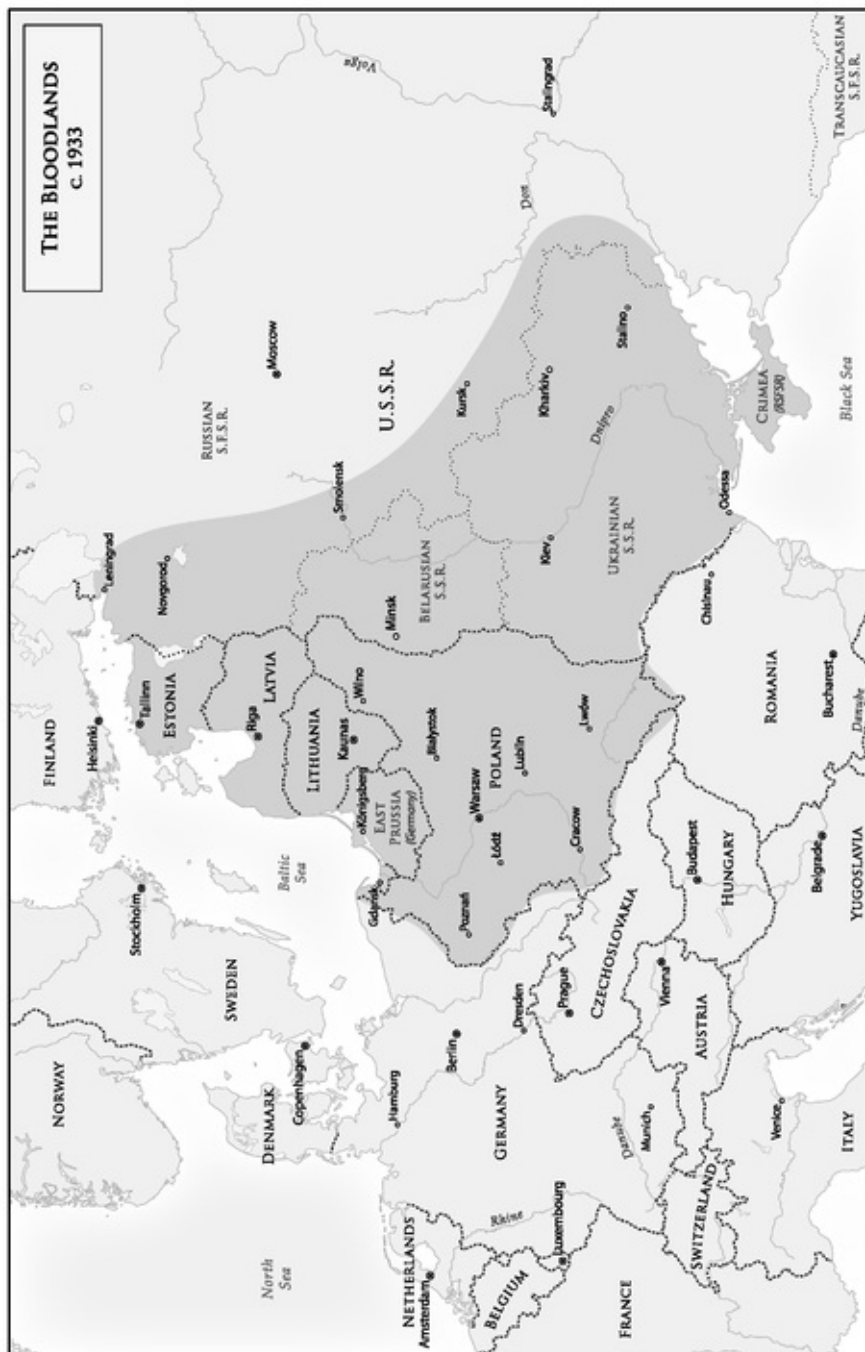 THE BLOODLANDS
C. 1933
NORWAY
SWEDEN
FINLAND
Stockholm
Helsinki
Leningrad
Tallinn
ESTONIA
Novgorod
North
Sea
DENMARK
Copenhagen
Baltic
Sea
Riga
LATVIA
RUSSIAN
S.F.S.R.
Moscow
Volga
LITHUANIA
Kaunas
Wilno
Smolensk
Königsberg
EAST
PRUSSIA
(Germany)
Gdańsk
Hamburg
NETHERLANDS
Amsterdam
Minsk
BELARUSIAN
S.S.R.
U.S.S.R.
Białystok
Berlin
Poznań
Warsaw
Kursk
POLAND
GERMANY
Łódź
Lublin
Rhine
BELGIUM
Luxembourg
Dresden
Prague
Cracow
Lwów
Kiev
Kharkiv
Don
Stalingrad
CZECHOSLOVAKIA
Dnipro
UKRAINIAN
S.S.R.
Stalino
FRANCE
Danube
Munich
Vienna
AUSTRIA
Budapest
HUNGARY
SWITZERLAND
Chisinau
Odessa
CRIMEA
(RSFSR)
ROMANIA
Venice
ITALY
Belgrade
YUGOSLAVIA
Bucharest
Danube
Black Sea
TRANSCAUCASIAN
S.F.S.R.